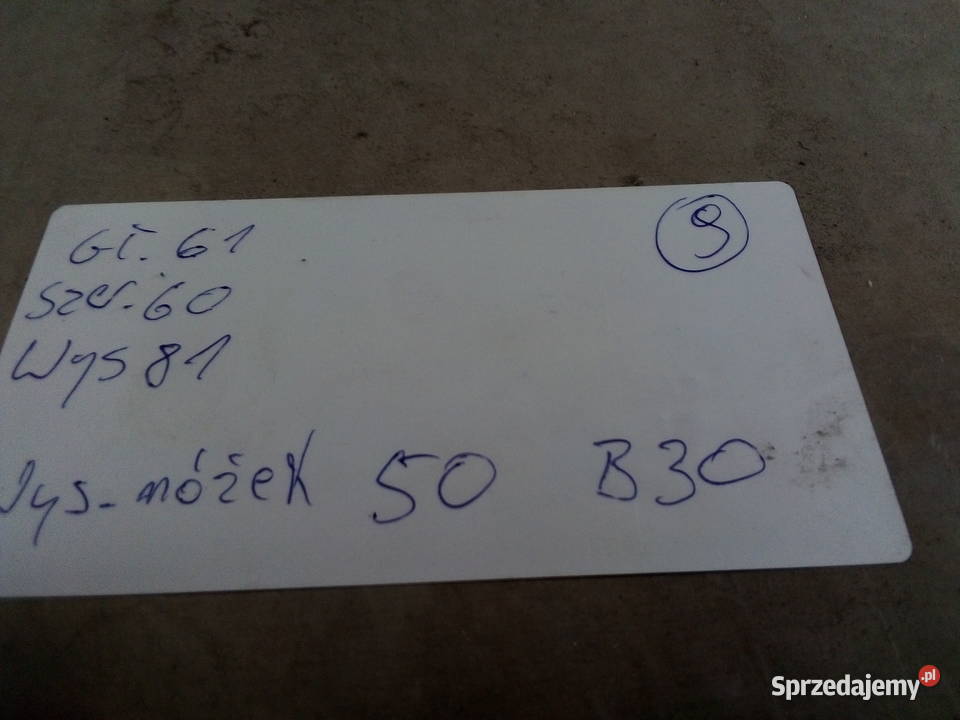 Gł. 61
9
Szer. 60
Wys 81
Wys. nóżek 50 B30
Sprzedajemy.pl